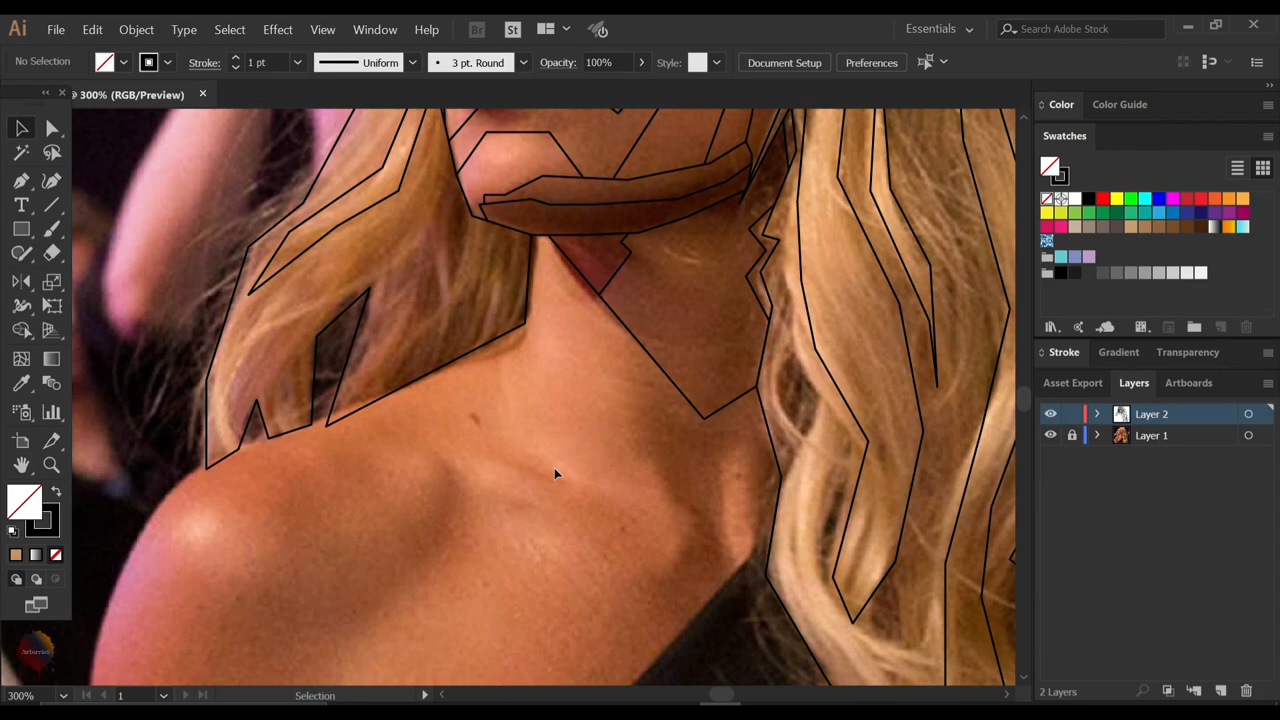 Ai File Edit Object Type Select Effect View Window Help Br St Essentials Search Adobe Stock
No Selection Stroke: 1 pt Uniform 3 pt. Round Opacity: 100% Style: Document Setup Preferences
@ 300% (RGB/Preview)
Color Color Guide
Swatches
Stroke Gradient Transparency
Asset Export Layers Artboards
Layer 2
Layer 1
300% 1 Selection
2 Layers